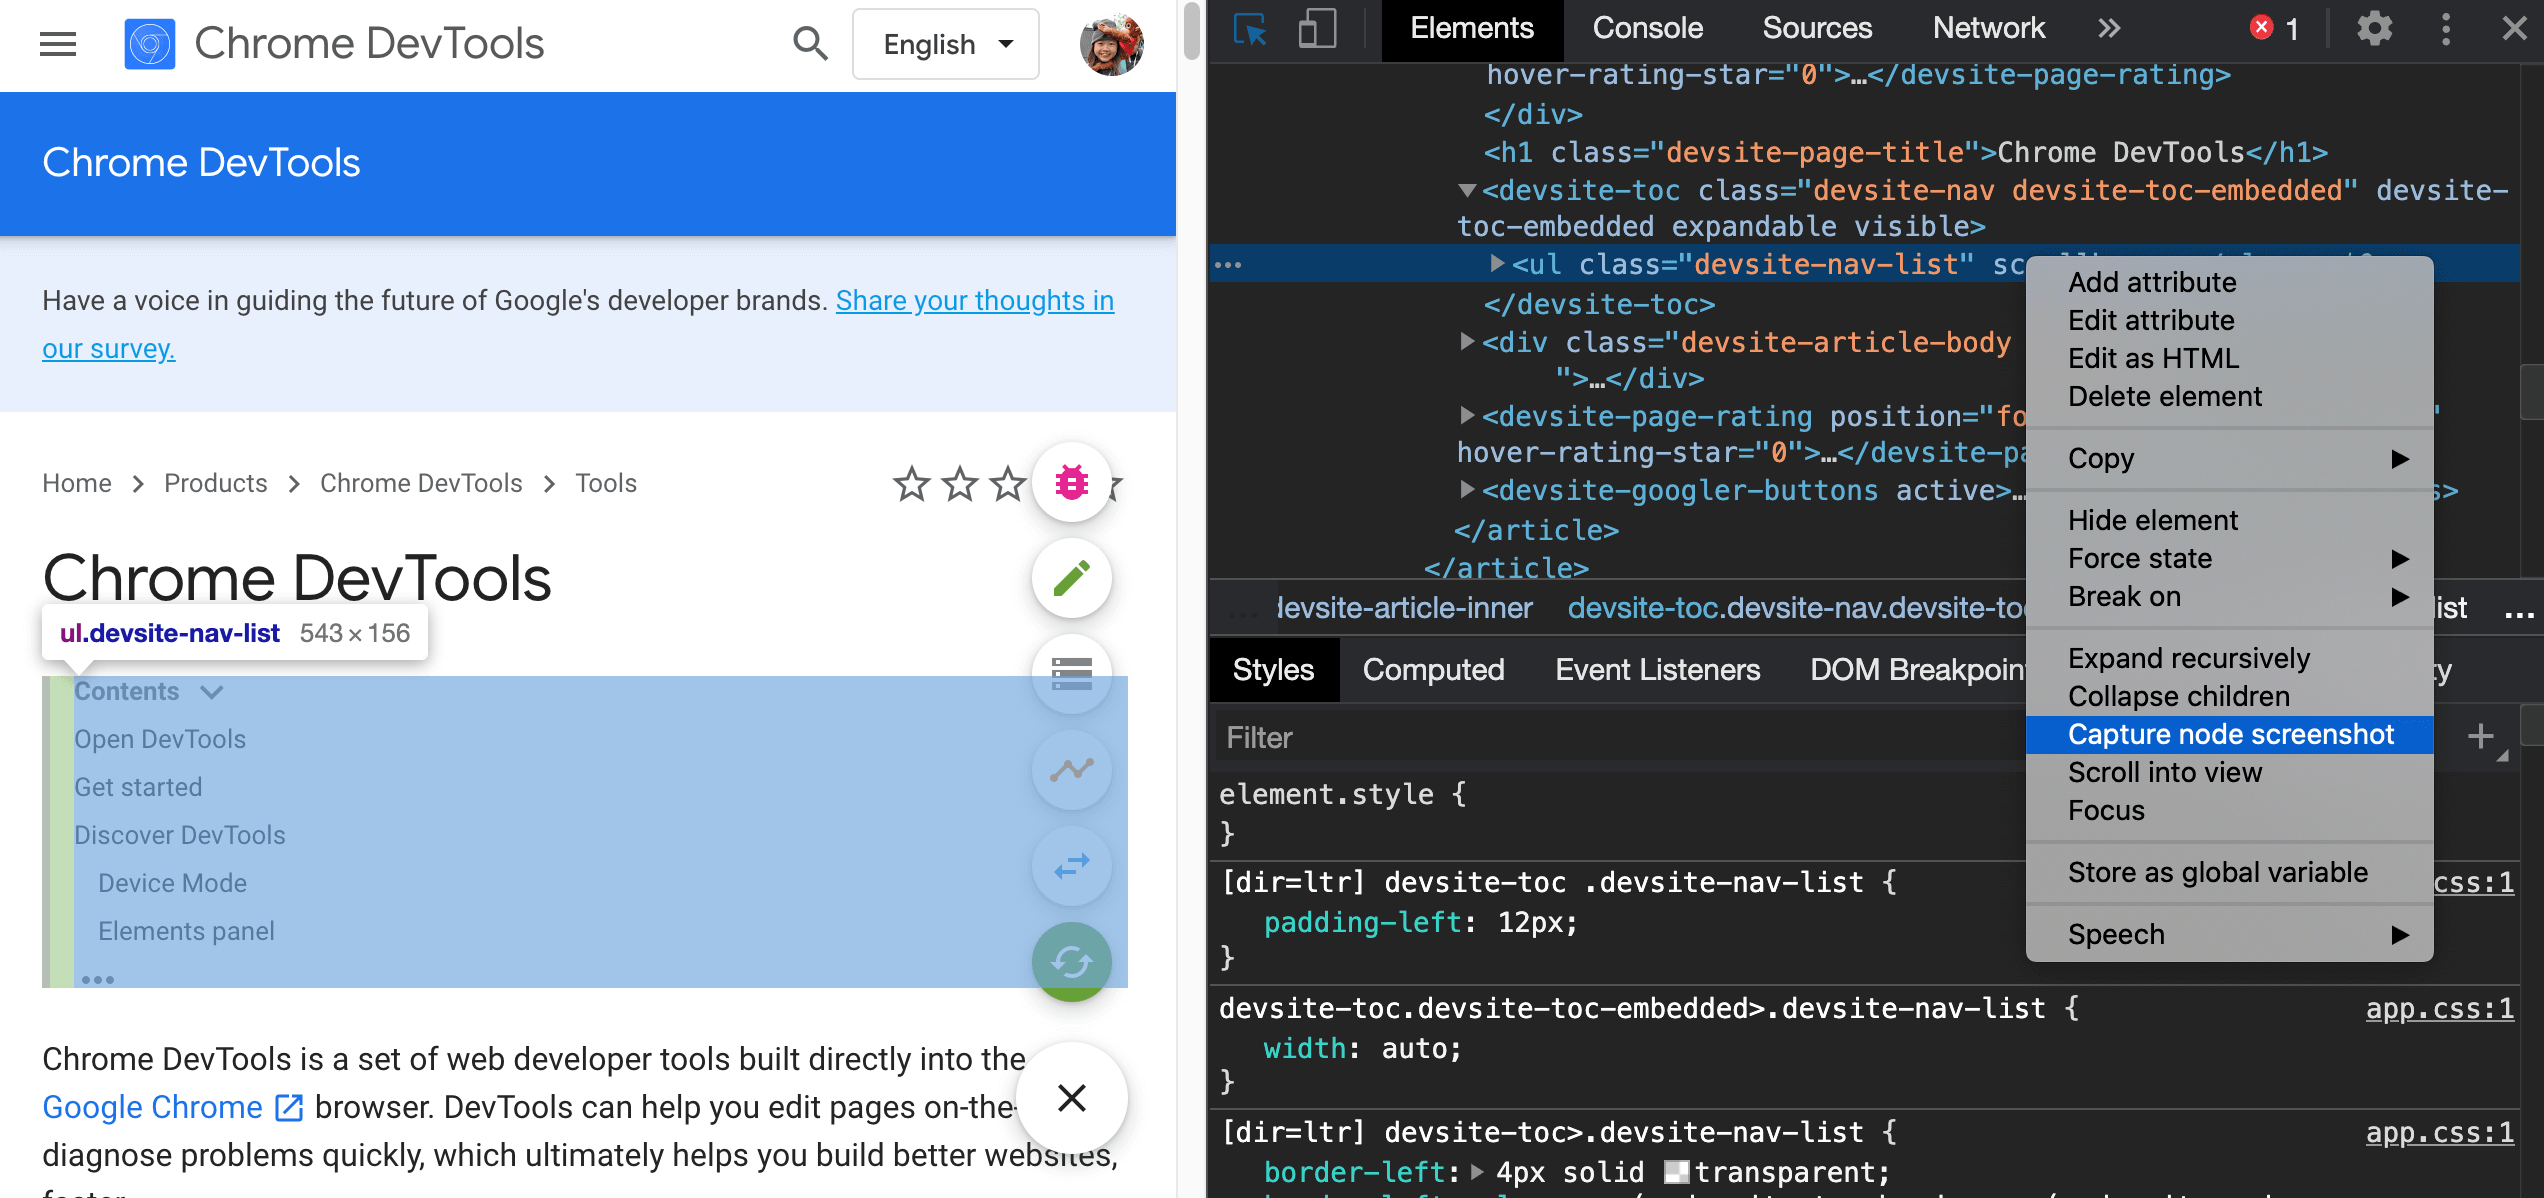 Chrome DevTools
English
Chrome DevTools
Have a voice in guiding the future of Google's developer brands. Share your thoughts in
our survey.
Home > Products > Chrome DevTools > Tools
Chrome DevTools
ul.devsite-nav-list 543 × 156
Contents
Open DevTools
Get started
Discover DevTools
Device Mode
Elements panel
•••
Chrome DevTools is a set of web developer tools built directly into the
Google Chrome browser. DevTools can help you edit pages on-the-
diagnose problems quickly, which ultimately helps you build better websites,
Elements Console Sources Network » 1
hover-rating-star="0">…</devsite-page-rating>
</div>
<h1 class="devsite-page-title">Chrome DevTools</h1>
▼<devsite-toc class="devsite-nav devsite-toc-embedded" devsite-
toc-embedded expandable visible>
••• ▶<ul class="devsite-nav-list" sc
</devsite-toc>
▶<div class="devsite-article-body
">…</div>
▶<devsite-page-rating position="fo
hover-rating-star="0">…</devsite-pa
▶<devsite-googler-buttons active>… s>
</article>
</article>
… devsite-article-inner devsite-toc.devsite-nav.devsite-toc list …
Styles Computed Event Listeners DOM Breakpoin ty
Filter
element.style {
}
[dir=ltr] devsite-toc .devsite-nav-list { css:1
padding-left: 12px;
}
devsite-toc.devsite-toc-embedded>.devsite-nav-list { app.css:1
width: auto;
}
[dir=ltr] devsite-toc>.devsite-nav-list { app.css:1
border-left: ▶ 4px solid transparent;
Add attribute
Edit attribute
Edit as HTML
Delete element
Copy
Hide element
Force state
Break on
Expand recursively
Collapse children
Capture node screenshot
Scroll into view
Focus
Store as global variable
Speech